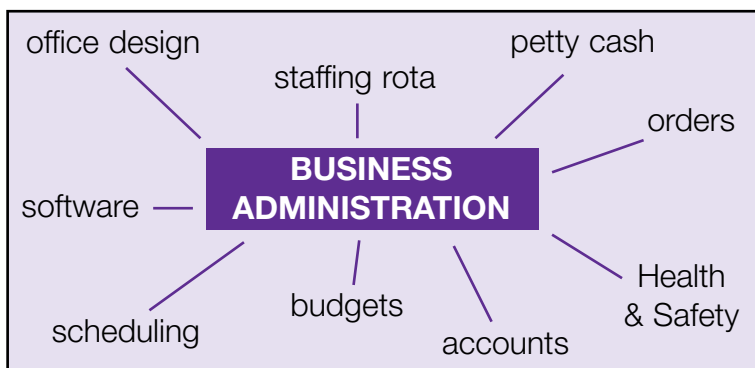 office design
petty cash
staffing rota
orders
BUSINESS
ADMINISTRATION
software
Health
& Safety
budgets
scheduling
accounts